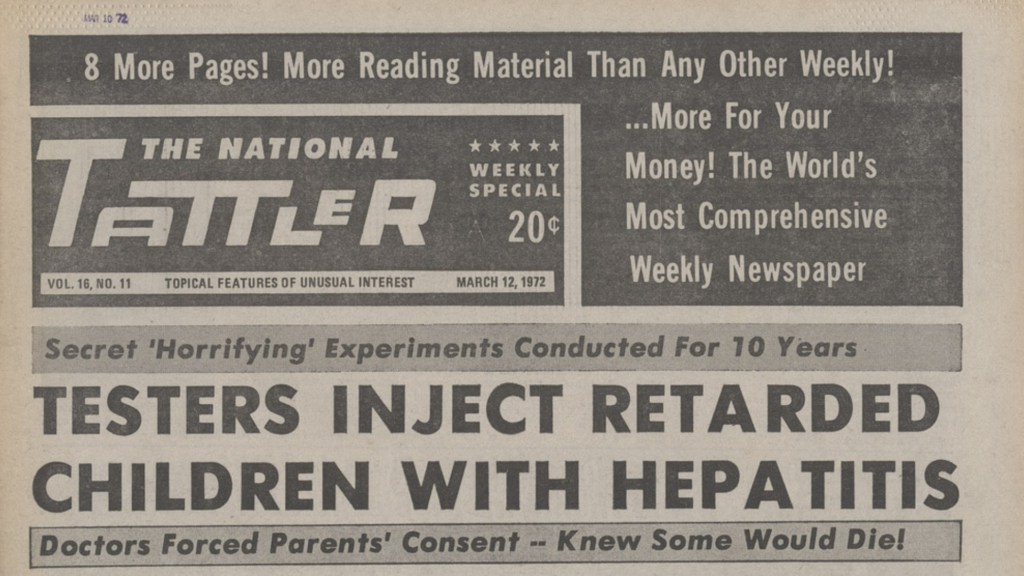 MAR 10 72
8 More Pages! More Reading Material Than Any Other Weekly!
...More For Your
Money! The World's
Most Comprehensive
Weekly Newspaper
THE NATIONAL
TATTLER
WEEKLY
SPECIAL
20¢
VOL. 16, NO. 11 TOPICAL FEATURES OF UNUSUAL INTEREST MARCH 12, 1972
Secret 'Horrifying' Experiments Conducted For 10 Years
TESTERS INJECT RETARDED
CHILDREN WITH HEPATITIS
Doctors Forced Parents' Consent -- Knew Some Would Die!